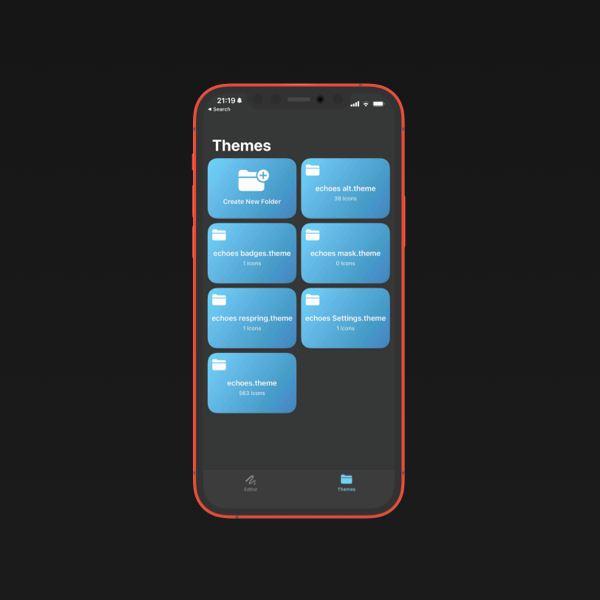 21:19
Search
Themes
Create New Folder
echoes alt.theme
38 Icons
echoes badges.theme
1 Icons
echoes mask.theme
0 Icons
echoes respring.theme
1 Icons
echoes Settings.theme
1 Icons
echoes.theme
563 Icons
Editor
Themes